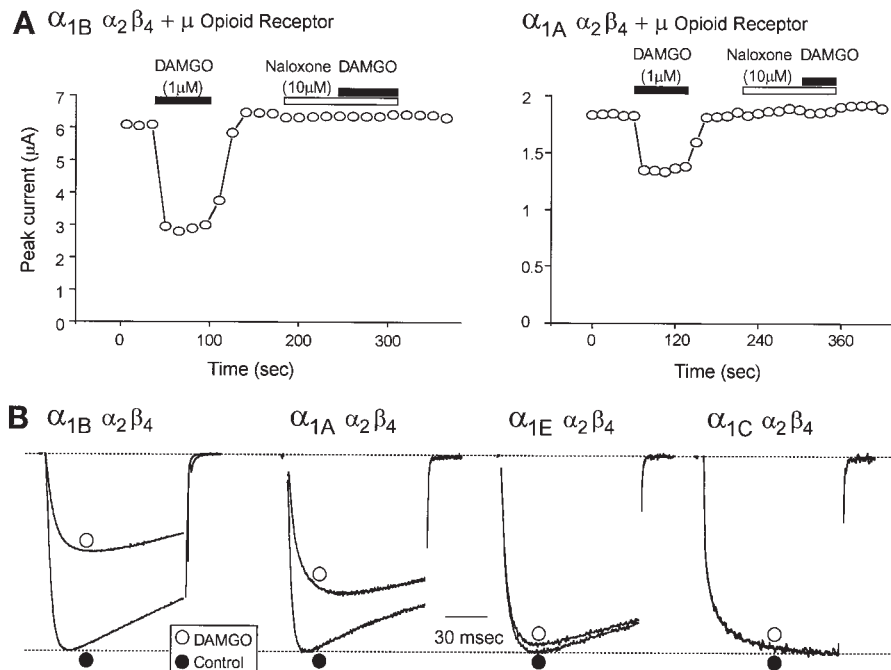 A
α1B α2 β4 + μ Opioid Receptor
DAMGO
(1μM)
Naloxone DAMGO
(10μM)
7
6
5
4
3
2
1
0
Peak current (μA)
0 100 200 300
Time (sec)
α1A α2 β4 + μ Opioid Receptor
DAMGO
(1μM)
Naloxone DAMGO
(10μM)
2
1.5
1
0.5
0
0 120 240 360
Time (sec)
B
α1B α2 β4
α1A α2 β4
α1E α2 β4
α1C α2 β4
DAMGO
Control
30 msec